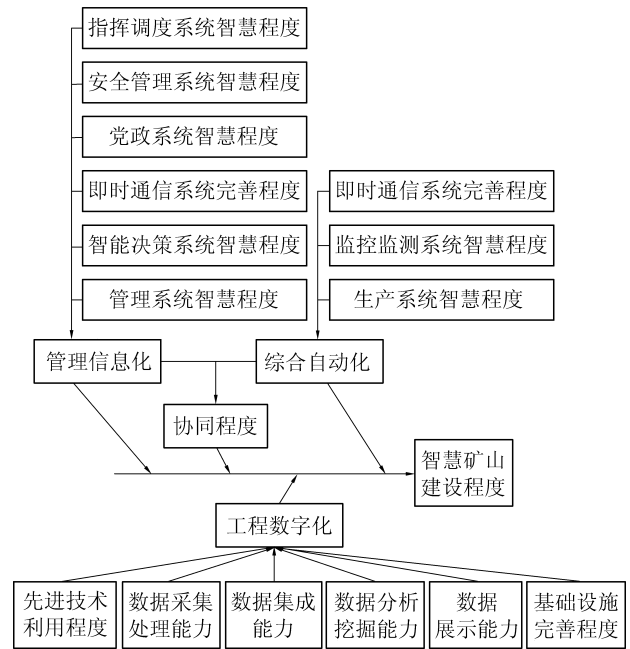 指挥调度系统智慧程度
安全管理系统智慧程度
党政系统智慧程度
即时通信系统完善程度
即时通信系统完善程度
智能决策系统智慧程度
监控监测系统智慧程度
管理系统智慧程度
生产系统智慧程度
管理信息化
综合自动化
协同程度
智慧矿山
建设程度
工程数字化
先进技术
利用程度
数据采集
处理能力
数据集成
能力
数据分析
挖掘能力
数据
展示能力
基础设施
完善程度